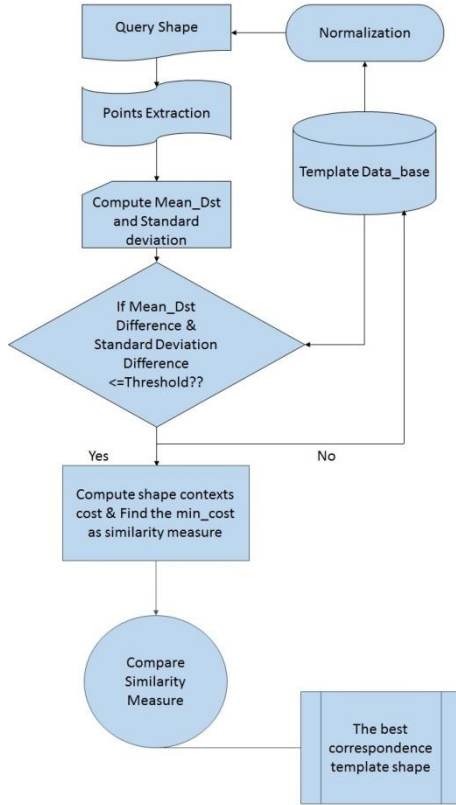 Query Shape
Normalization
Points Extraction
Template Data_base
Compute Mean_Dst
and Standard
deviation
If Mean_Dst
Difference &
Standard Deviation
Difference
<=Threshold??
Yes
No
Compute shape contexts
cost & Find the min_cost
as similarity measure
Compare
Similarity
Measure
The best
correspondence
template shape